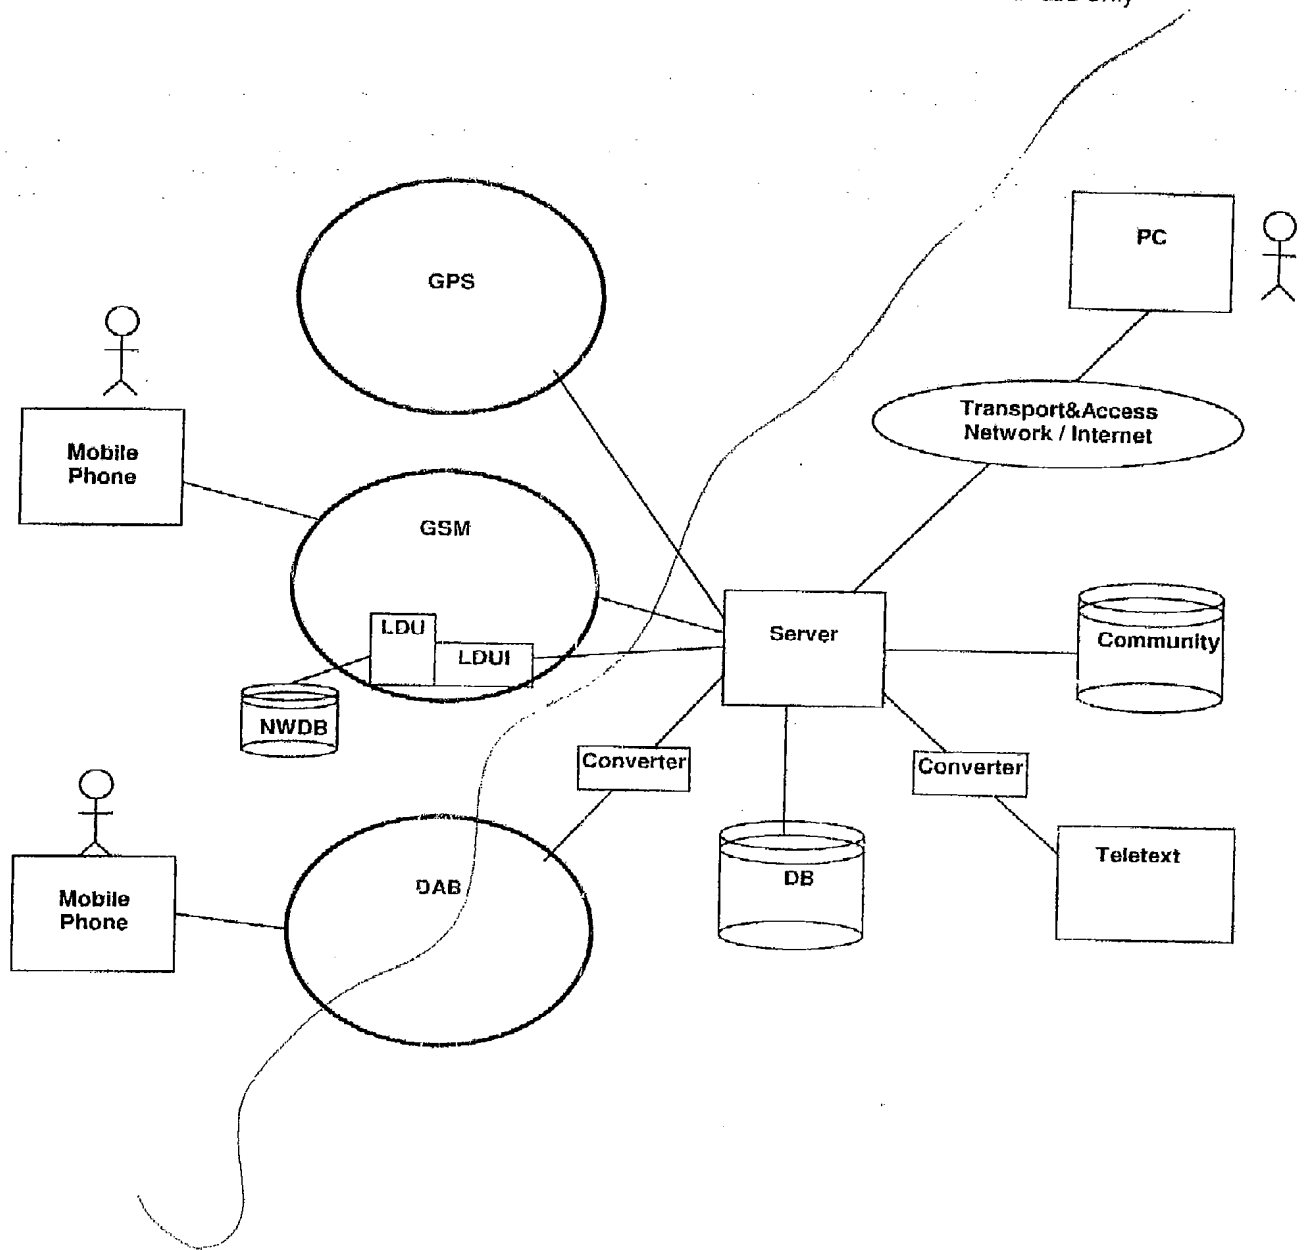 Only
PC
GPS
Transport&Access
Network / Internet
Mobile
Phone
GSM
LDU
LDUI
Server
Community
NWDB
Converter
Converter
DAB
DB
Teletext
Mobile
Phone